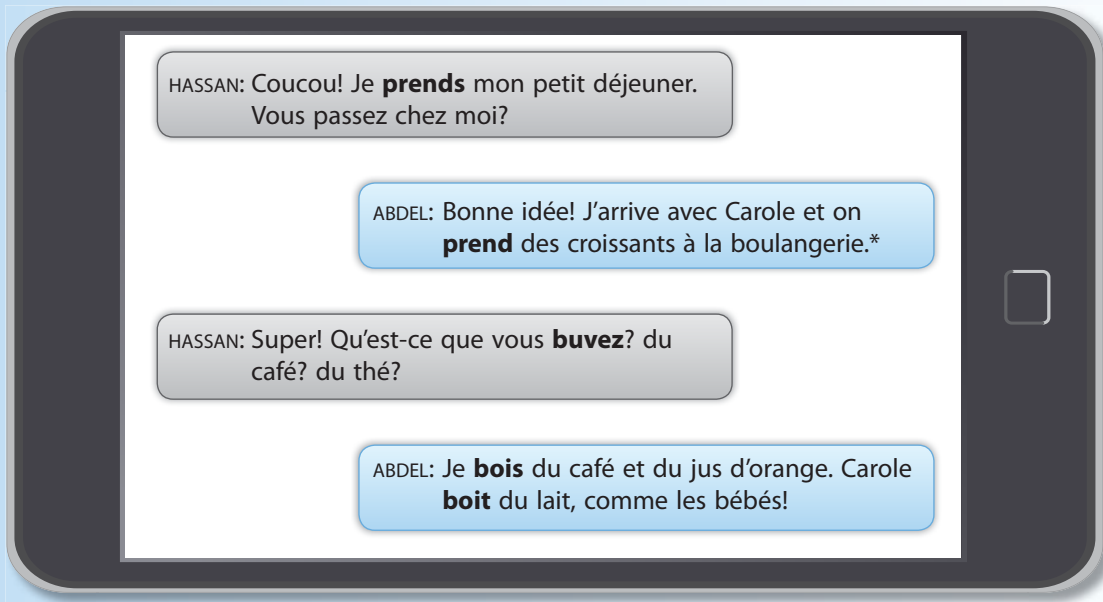 HASSAN: Coucou! Je prends mon petit déjeuner.
Vous passez chez moi?
ABDEL: Bonne idée! J'arrive avec Carole et on
prend des croissants à la boulangerie.*
HASSAN: Super! Qu'est-ce que vous buvez? du
café? du thé?
ABDEL: Je bois du café et du jus d'orange. Carole
boit du lait, comme les bébés!